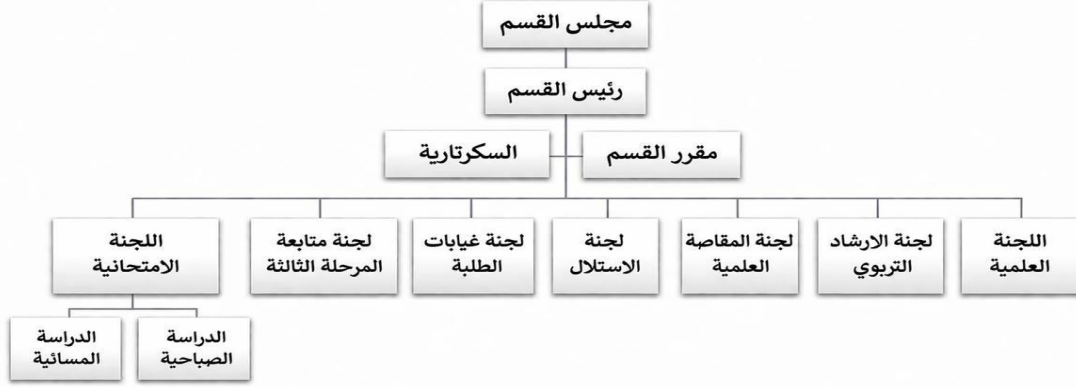 مجلس القسم
رئيس القسم
مقرر القسم
السكرتارية
اللجنة
العلمية
لجنة الارشاد
التربوي
لجنة المقاصة
العلمية
لجنة
الاستلال
لجنة غيابات
الطلبة
لجنة متابعة
المرحلة الثالثة
اللجنة
الامتحانية
الدراسة
الصباحية
الدراسة
المسائية